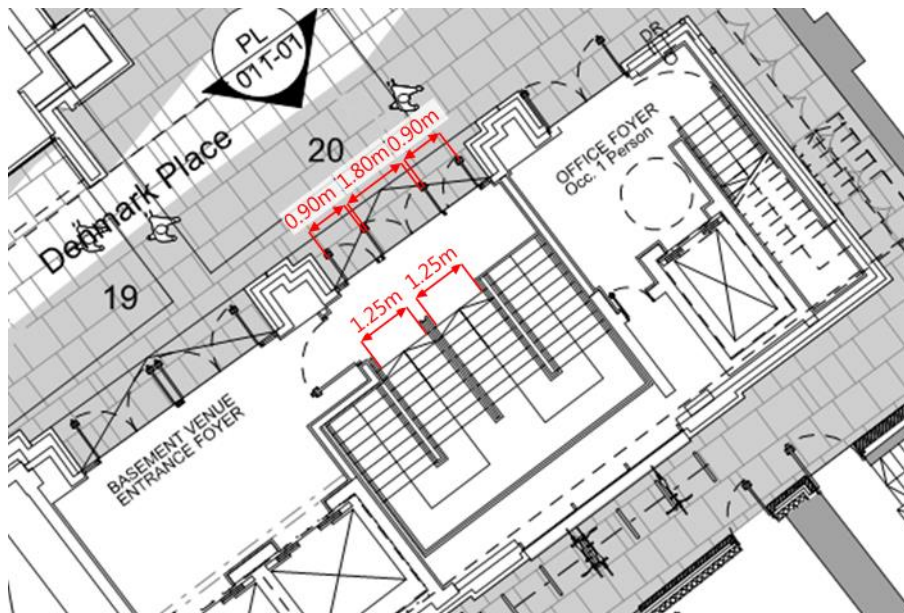 PL
01T-01
DR
Denmark Place
20
0.90m
1.80m
0.90m
OFFICE FOYER
Occ. 1 Person
19
1.25m
1.25m
BASEMENT VENUE
ENTRANCE FOYER